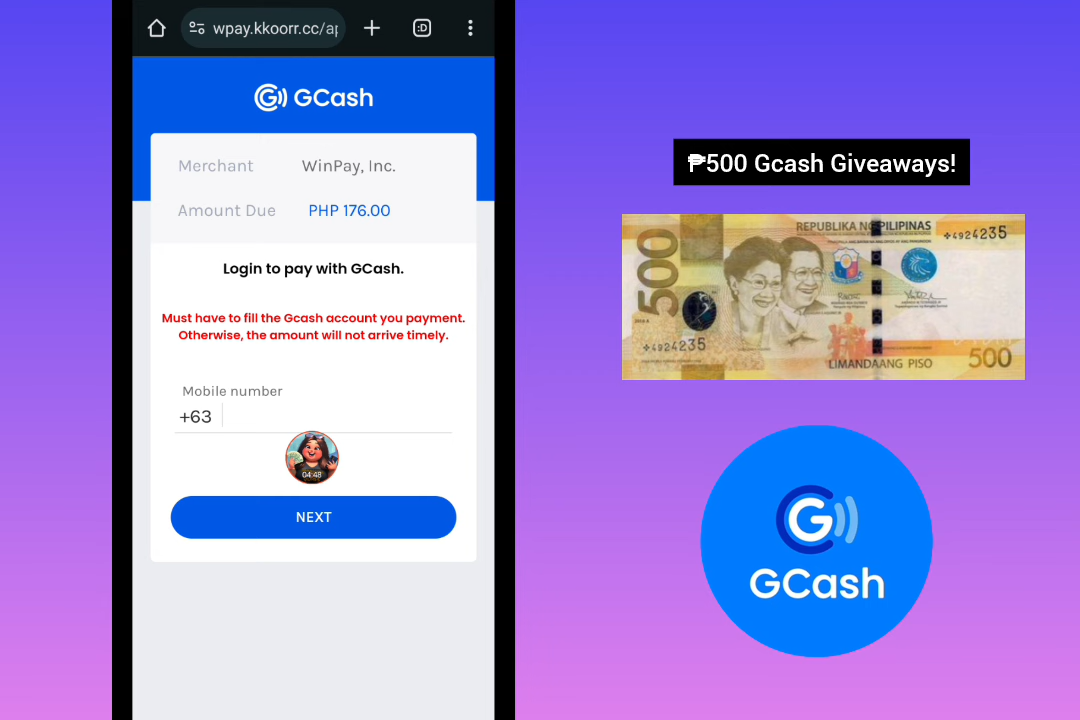 wpay.kkoorr.cc/ap
:D
GCash
Merchant WinPay, Inc.
Amount Due PHP 176.00
Login to pay with GCash.
Must have to fill the Gcash account you payment.
Otherwise, the amount will not arrive timely.
Mobile number
+63
04:48
NEXT
₱500 Gcash Giveaways!
REPUBLIKA NG PILIPINAS
4924235
500
4924235
LIMANDAANG PISO
500
G
GCash